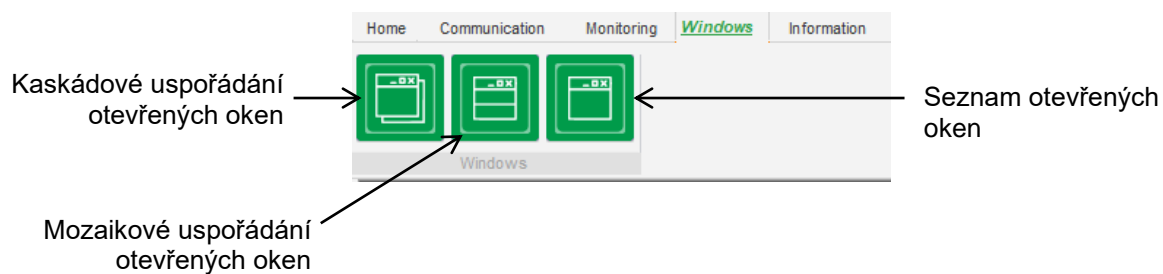 Home Communication Monitoring Windows Information
Kaskádové uspořádání
otevřených oken
Seznam otevřených
oken
Windows
Mozaikové uspořádání
otevřených oken